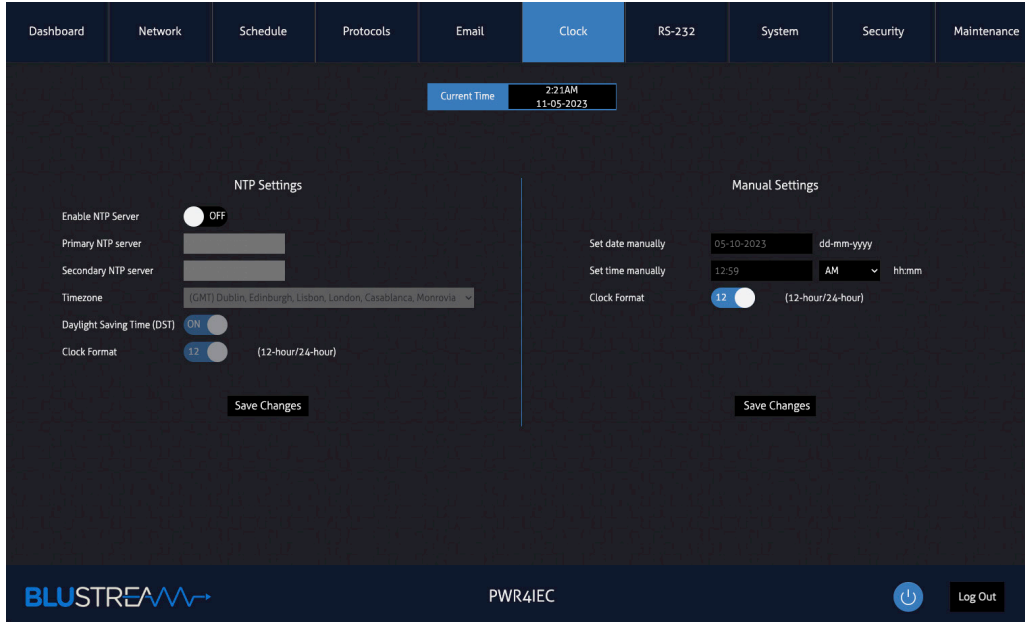 Dashboard Network Schedule Protocols Email Clock RS-232 System Security Maintenance
Current Time
2:21AM
11-05-2023
NTP Settings
Enable NTP Server OFF
Primary NTP server
Secondary NTP server
Timezone (GMT) Dublin, Edinburgh, Lisbon, London, Casablanca, Monrovia
Daylight Saving Time (DST) ON
Clock Format 12 (12-hour/24-hour)
Save Changes
Manual Settings
Set date manually 05-10-2023 dd-mm-yyyy
Set time manually 12:59 AM hh:mm
Clock Format 12 (12-hour/24-hour)
Save Changes
BLUSTREAM
PWR4IEC
Log Out